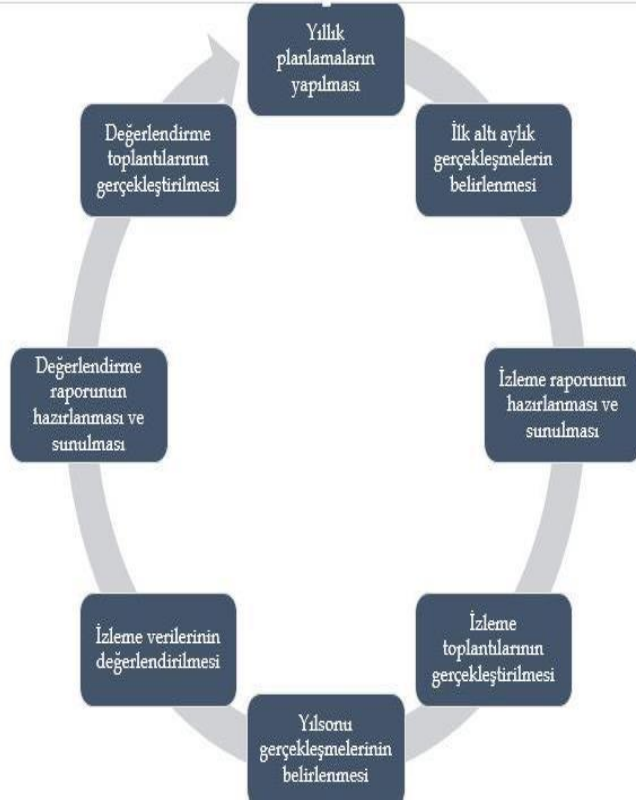 Yıllık
planlamaların
yapılması
İlk altı aylık
gerçekleşmelerin
belirlenmesi
İzleme raporunun
hazırlanması ve
sunulması
İzleme
toplantılarının
gerçekleştirilmesi
Yılsonu
gerçekleşmelerinin
belirlenmesi
İzleme verilerinin
değerlendirilmesi
Değerlendirme
raporunun
hazırlanması ve
sunulması
Değerlendirme
toplantılarının
gerçekleştirilmesi